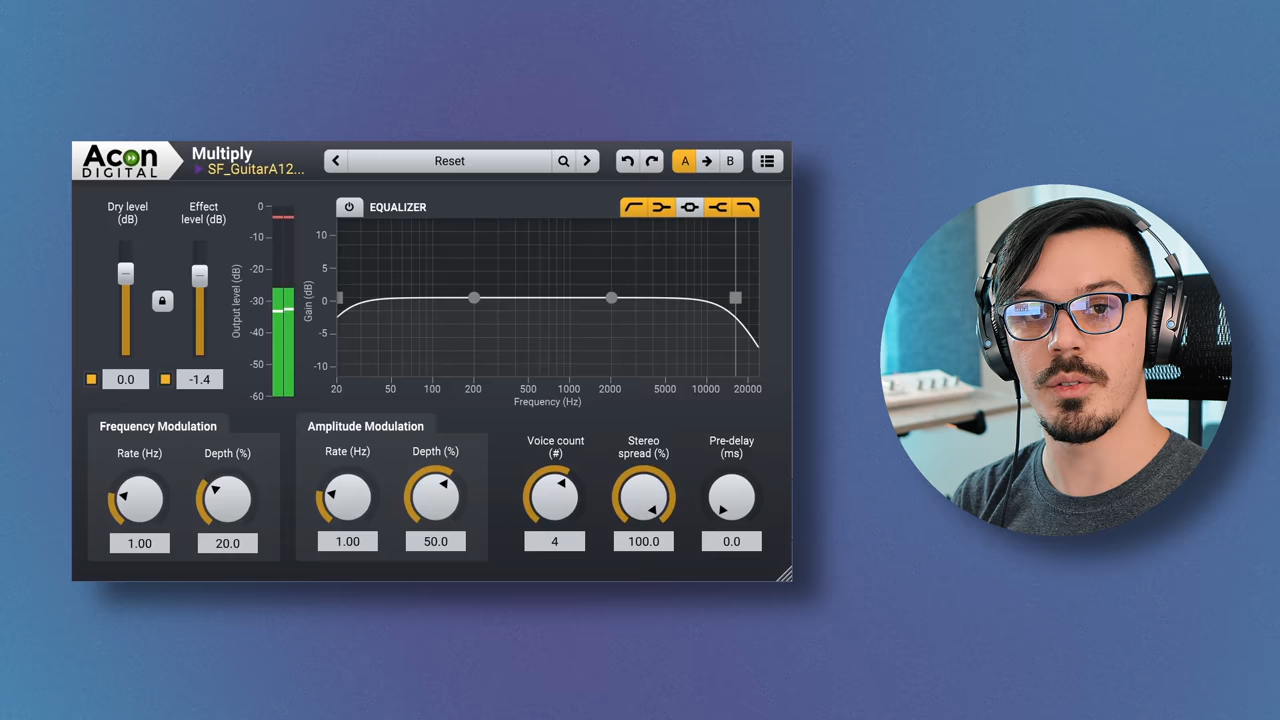 Acon
DIGITAL
Multiply
SF_GuitarA12...
Reset
A
B
Dry level
(dB)
Effect
level (dB)
0.0
-1.4
Output level (dB)
0
-10
-20
-30
-40
-50
-60
EQUALIZER
Gain (dB)
10
5
0
-5
-10
20
50
100
200
500
1000
2000
5000
10000
20000
Frequency (Hz)
Frequency Modulation
Rate (Hz)
Depth (%)
1.00
20.0
Amplitude Modulation
Rate (Hz)
Depth (%)
1.00
50.0
Voice count
(#)
4
Stereo
spread (%)
100.0
Pre-delay
(ms)
0.0